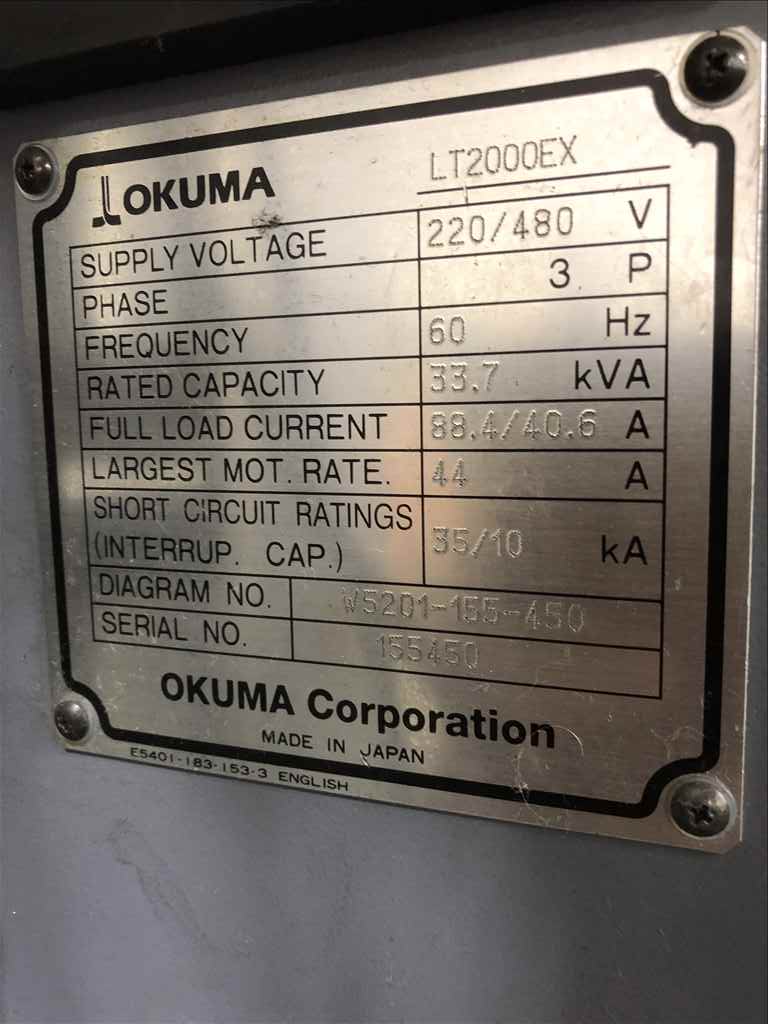 OKUMA LT2000EX
SUPPLY VOLTAGE 220/480 V
PHASE 3 P
FREQUENCY 60 Hz
RATED CAPACITY 33.7 kVA
FULL LOAD CURRENT 88.4/40.6 A
LARGEST MOT. RATE. 44 A
SHORT CIRCUIT RATINGS
(INTERRUP. CAP.) 35/10 kA
DIAGRAM NO. W5201-155-450
SERIAL NO. 155450
OKUMA Corporation
MADE IN JAPAN
E5401-183-153-3 ENGLISH